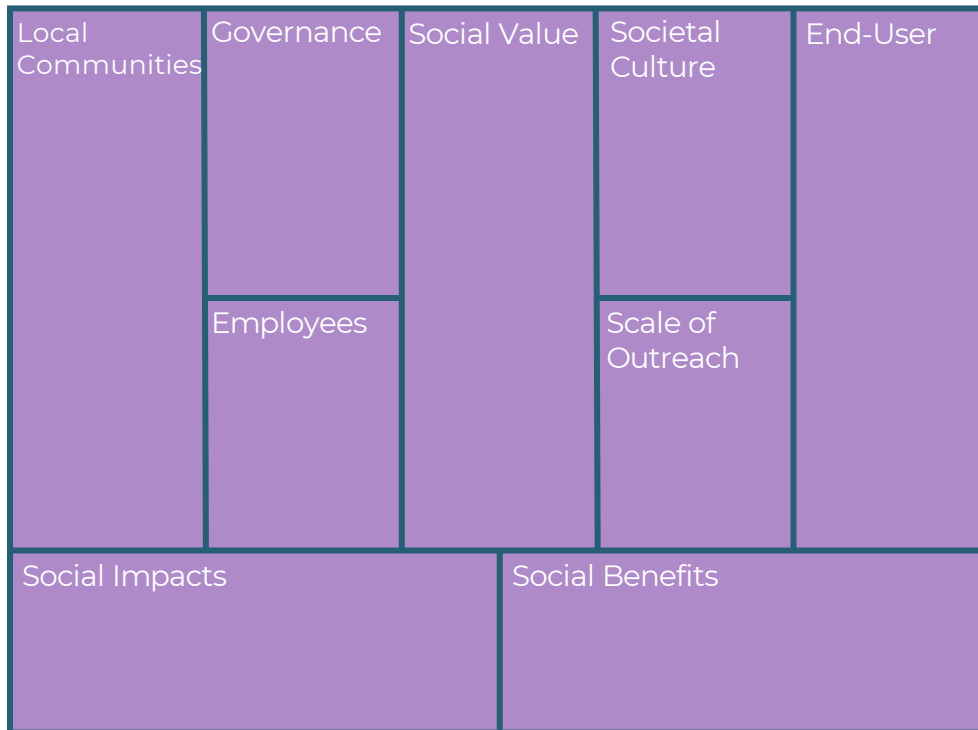 Local
Communities
Governance
Social Value
Societal
Culture
End-User
Employees
Scale of
Outreach
Social Impacts
Social Benefits